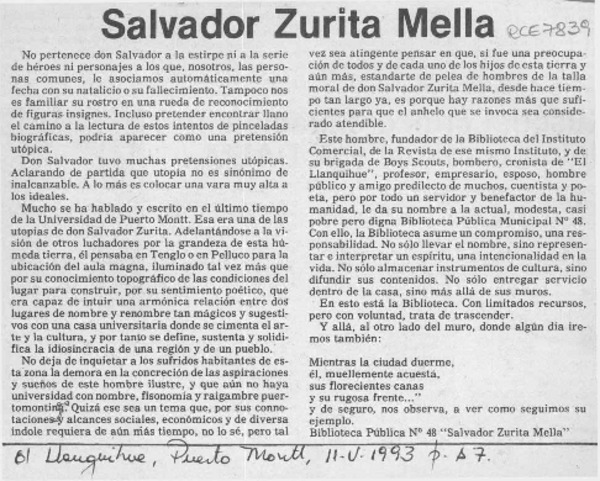 Salvador Zurita Mella
RCE7839
No pertenece don Salvador a la estirpe ni a la serie
de héroes ni personajes a los que, nosotros, las perso-
nas comunes, le asociamos automáticamente una
fecha con su natalicio o su fallecimiento. Tampoco nos
es familiar su rostro en una rueda de reconocimiento
de figuras insignes. Incluso pretender encontrar llano
el camino a la lectura de estos intentos de pinceladas
biográficas, podría aparecer como una pretensión
utópica.
Don Salvador tuvo muchas pretensiones utópicas.
Aclarando de partida que utopia no es sinónimo de
inalcanzable. A lo más es colocar una vara muy alta a
los ideales.
Mucho se ha hablado y escrito en el último tiempo
de la Universidad de Puerto Montt. Esa era una de las
utopias de don Salvador Zurita. Adelantándose a la vi-
sión de otros luchadores por la grandeza de esta hú-
meda tierra, él pensaba en Tenglo o en Pelluco para la
ubicación del aula magna, iluminado tal vez más que
por su conocimiento topográfico de las condiciones del
lugar para construir, por su sentimiento poético, que
era capaz de intuir una armónica relación entre dos
lugares de nombre y renombre tan mágicos y sugesti-
vos con una casa universitaria donde se cimenta el ar-
te y la cultura, y por tanto se define, sustenta y solidi-
fica la idiosincracia de una región y de un pueblo.
No deja de inquietar a los sufridos habitantes de es-
ta zona la demora en la concreción de las aspiraciones
y sueños de este hombre ilustre, y que aún no haya
universidad con nombre, fisonomia y raigambre puer-
tomontina. Quizá ese sea un tema que, por sus conno-
taciones y alcances sociales, económicos y de diversa
indole requiera de aún más tiempo, no lo sé, pero tal
vez sea atingente pensar en que, si fue una preocupa-
ción de todos y de cada uno de los hijos de esta tierra y
aún más, estandarte de pelea de hombres de la talla
moral de don Salvador Zurita Mella, desde hace tiem-
po tan largo ya, es porque hay razones más que sufi-
cientes para que el anhelo que se invoca sea conside-
rado atendible.
Este hombre, fundador de la Biblioteca del Instituto
Comercial, de la Revista de ese mismo Instituto, y de
su brigada de Boys Scouts, bombero, cronista de "El
Llanquihue", profesor, empresario, esposo, hombre
público y amigo predilecto de muchos, cuentista y po-
eta, pero por todo un servidor y benefactor de la hu-
manidad, le da su nombre a la actual, modesta, casi
pobre pero digna Biblioteca Pública Municipal Nº 48.
Con ello, la Biblioteca asume un compromiso, una res-
ponsabilidad. No sólo llevar el nombre, sino represen-
tar e interpretar un espíritu, una intencionalidad en la
vida. No sólo almacenar instrumentos de cultura, sino
difundir sus contenidos. No sólo entregar servicio
dentro de la casa, sino más allá de sus muros.
En esto está la Biblioteca. Con limitados recursos,
pero con voluntad, trata de trascender.
Y allá, al otro lado del muro, donde algún día ire-
mos también:
Mientras la ciudad duerme,
él, muellemente acuestá,
sus florecientes canas
y su rugosa frente..."
y de seguro, nos observa, a ver como seguimos su
ejemplo.
Biblioteca Pública Nº 48 "Salvador Zurita Mella"
El Llanquihue, Puerto Montt, 11-V-1993 p. A7.